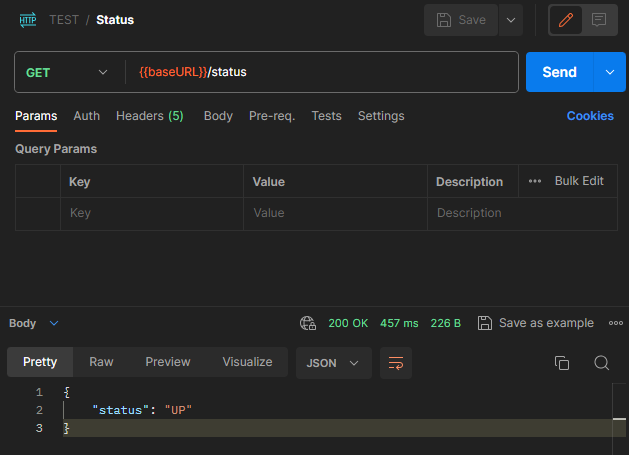 HTTP TEST / Status Save
GET {{baseURL}}/status Send
Params Auth Headers (5) Body Pre-req. Tests Settings Cookies
Query Params
Key Value Description ••• Bulk Edit
Key Value Description
Body 200 OK 457 ms 226 B Save as example
Pretty Raw Preview Visualize JSON
1 {
2 "status": "UP"
3 }